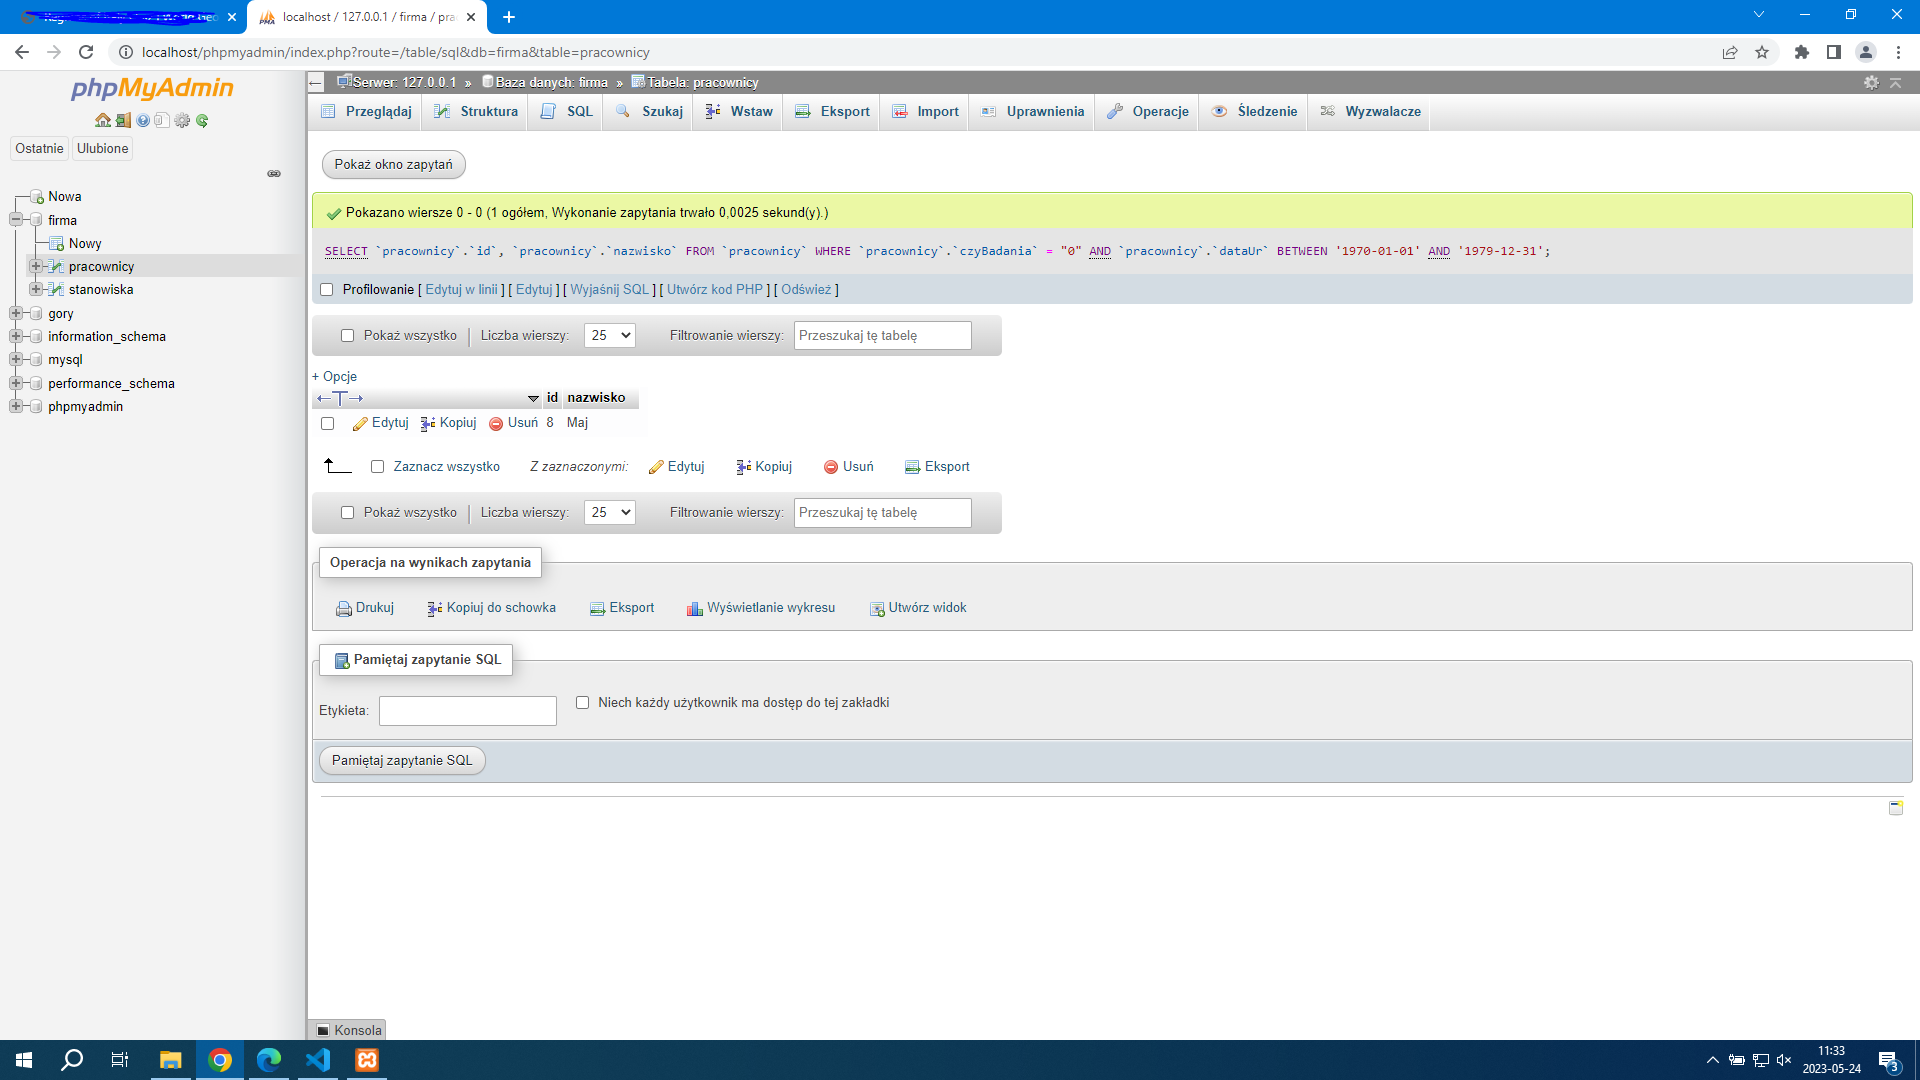 localhost / 127.0.0.1 / firma / pra
localhost/phpmyadmin/index.php?route=/table/sql&db=firma&table=pracownicy
phpMyAdmin
Ostatnie Ulubione
Nowa
firma
Nowy
pracownicy
stanowiska
gory
information_schema
mysql
performance_schema
phpmyadmin
Serwer: 127.0.0.1 » Baza danych: firma » Tabela: pracownicy
Przeglądaj Struktura SQL Szukaj Wstaw Eksport Import Uprawnienia Operacje Śledzenie Wyzwalacze
Pokaż okno zapytań
Pokazano wiersze 0 - 0 (1 ogółem, Wykonanie zapytania trwało 0,0025 sekund(y).)
SELECT `pracownicy`.`id`, `pracownicy`.`nazwisko` FROM `pracownicy` WHERE `pracownicy`.`czyBadania` = "0" AND `pracownicy`.`dataUr` BETWEEN '1970-01-01' AND '1979-12-31';
Profilowanie [ Edytuj w linii ] [ Edytuj ] [ Wyjaśnij SQL ] [ Utwórz kod PHP ] [ Odśwież ]
Pokaż wszystko | Liczba wierszy: 25 Filtrowanie wierszy: Przeszukaj tę tabelę
+ Opcje
←T→ id nazwisko
Edytuj Kopiuj Usuń 8 Maj
Zaznacz wszystko Z zaznaczonymi: Edytuj Kopiuj Usuń Eksport
Pokaż wszystko | Liczba wierszy: 25 Filtrowanie wierszy: Przeszukaj tę tabelę
Operacja na wynikach zapytania
Drukuj Kopiuj do schowka Eksport Wyświetlanie wykresu Utwórz widok
Pamiętaj zapytanie SQL
Etykieta: Niech każdy użytkownik ma dostęp do tej zakładki
Pamiętaj zapytanie SQL
Konsola
11:33
2023-05-24
3